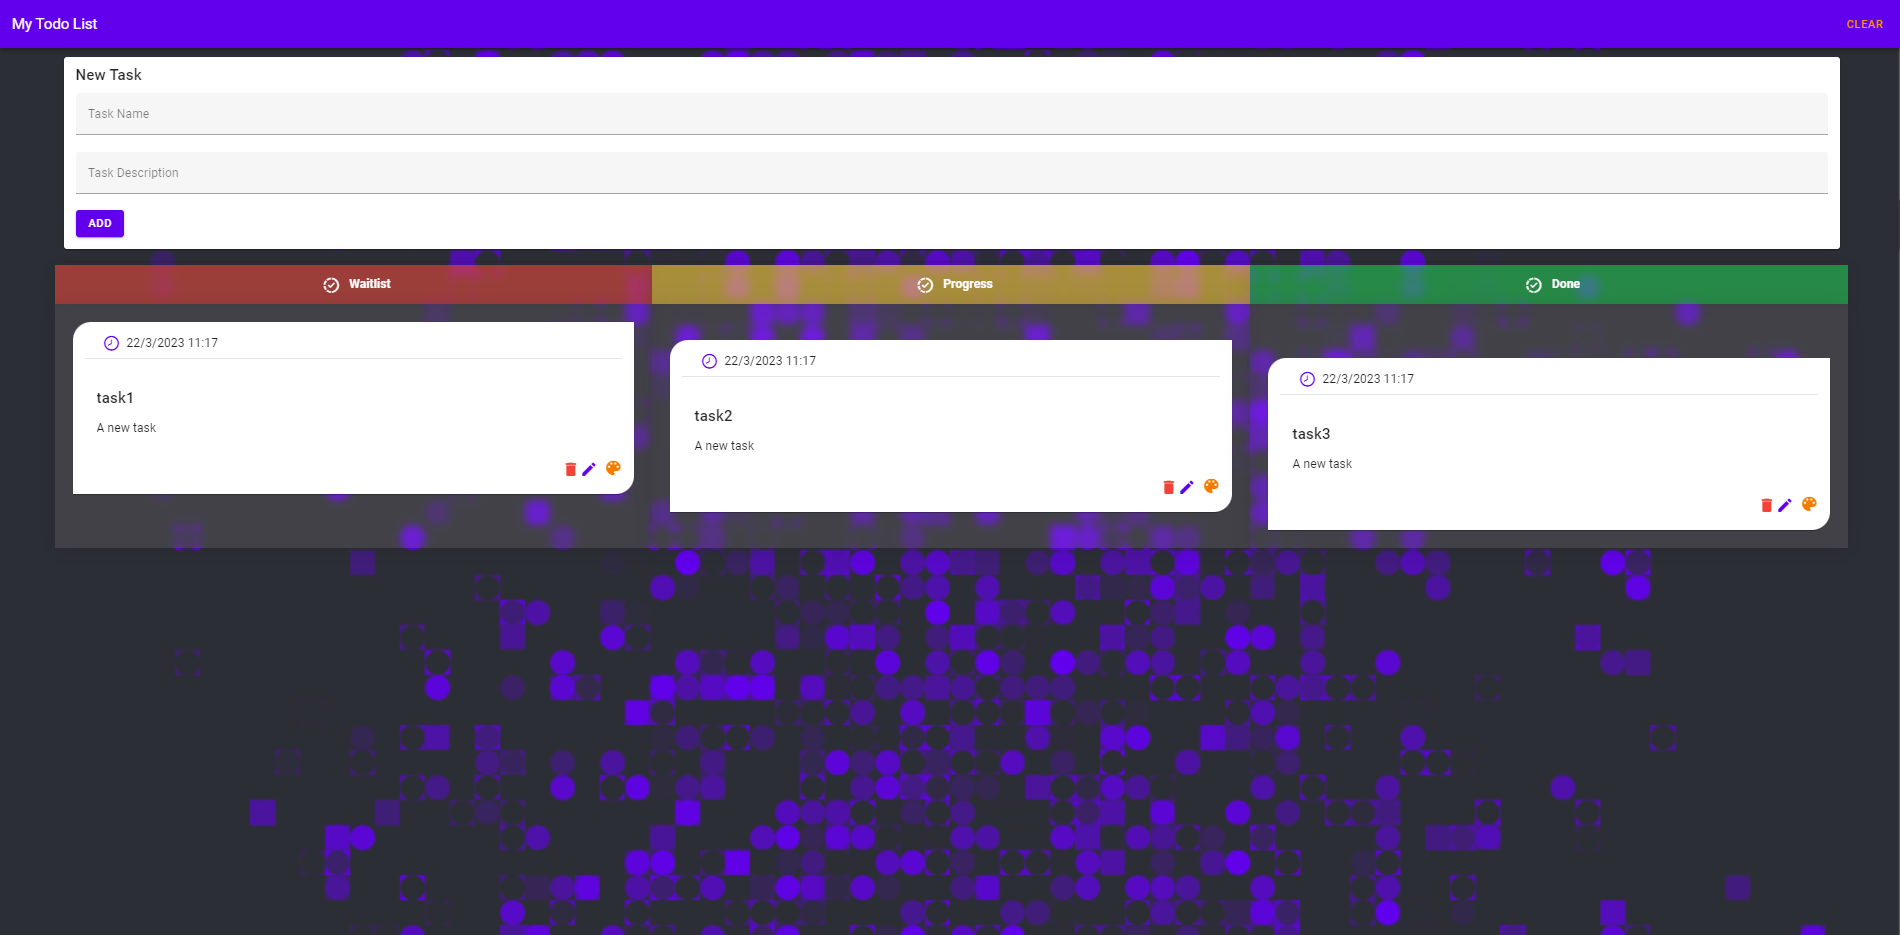 My Todo List
CLEAR
New Task
Task Name
Task Description
ADD
Waitlist
Progress
Done
22/3/2023 11:17
task1
A new task
22/3/2023 11:17
task2
A new task
22/3/2023 11:17
task3
A new task